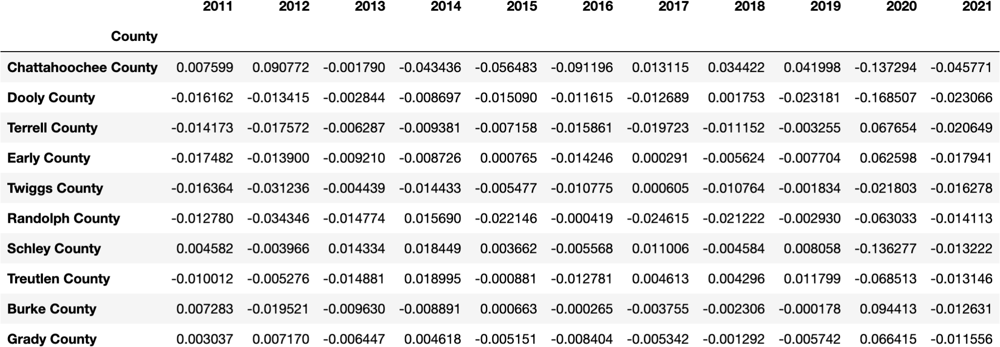 2011 2012 2013 2014 2015 2016 2017 2018 2019 2020 2021
County
Chattahoochee County 0.007599 0.090772 -0.001790 -0.043436 -0.056483 -0.091196 0.013115 0.034422 0.041998 -0.137294 -0.045771
Dooly County -0.016162 -0.013415 -0.002844 -0.008697 -0.015090 -0.011615 -0.012689 0.001753 -0.023181 -0.168507 -0.023066
Terrell County -0.014173 -0.017572 -0.006287 -0.009381 -0.007158 -0.015861 -0.019723 -0.011152 -0.003255 0.067654 -0.020649
Early County -0.017482 -0.013900 -0.009210 -0.008726 0.000765 -0.014246 0.000291 -0.005624 -0.007704 0.062598 -0.017941
Twiggs County -0.016364 -0.031236 -0.004439 -0.014433 -0.005477 -0.010775 0.000605 -0.010764 -0.001834 -0.021803 -0.016278
Randolph County -0.012780 -0.034346 -0.014774 0.015690 -0.022146 -0.000419 -0.024615 -0.021222 -0.002930 -0.063033 -0.014113
Schley County 0.004582 -0.003966 0.014334 0.018449 0.003662 -0.005568 0.011006 -0.004584 0.008058 -0.136277 -0.013222
Treutlen County -0.010012 -0.005276 -0.014881 0.018995 -0.000881 -0.012781 0.004613 0.004296 0.011799 -0.068513 -0.013146
Burke County 0.007283 -0.019521 -0.009630 -0.008891 0.000663 -0.000265 -0.003755 -0.002306 -0.000178 0.094413 -0.012631
Grady County 0.003037 0.007170 -0.006447 0.004618 -0.005151 -0.008404 -0.005342 -0.001292 -0.005742 0.066415 -0.011556